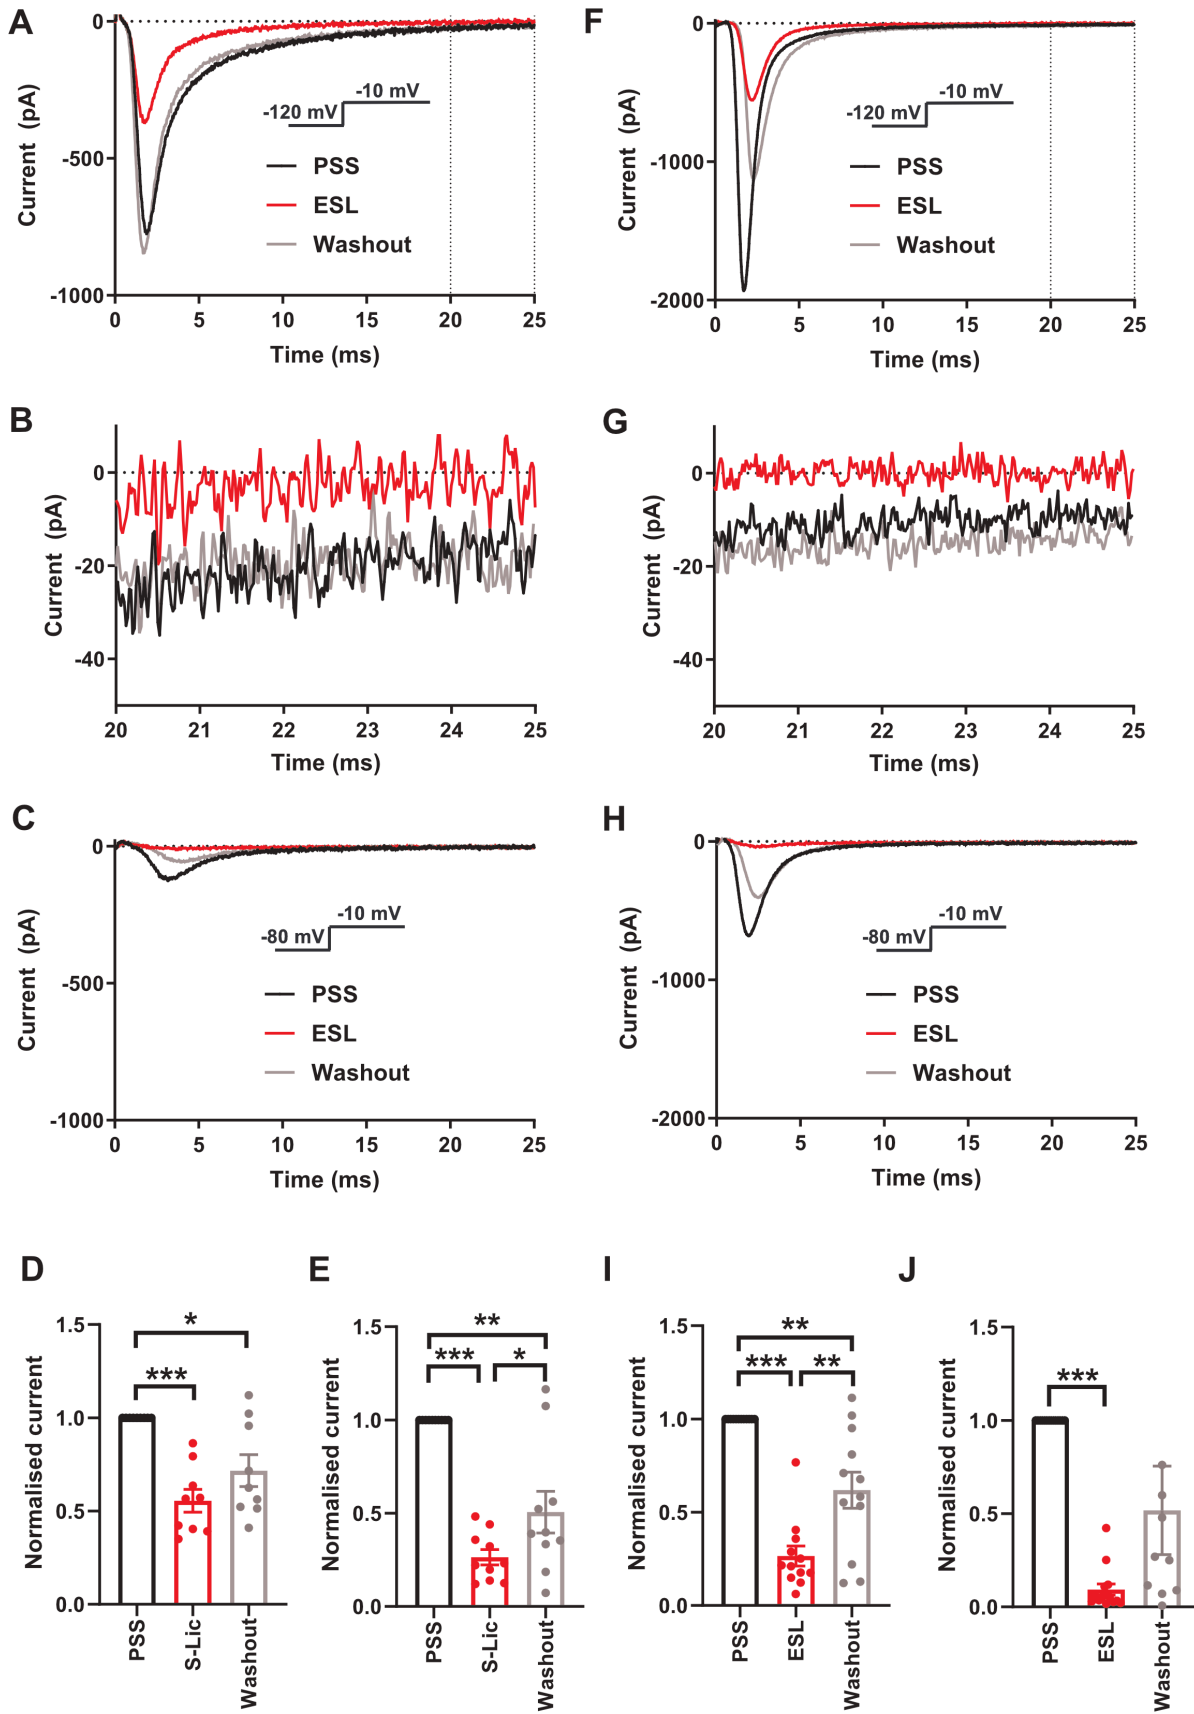 A
Current (pA)
0
-500
-1000
-120 mV
-10 mV
PSS
ESL
Washout
0 5 10 15 20 25
Time (ms)
F
Current (pA)
0
-1000
-2000
-120 mV
-10 mV
PSS
ESL
Washout
0 5 10 15 20 25
Time (ms)
B
Current (pA)
0
-20
-40
20 21 22 23 24 25
Time (ms)
G
Current (pA)
0
-20
-40
20 21 22 23 24 25
Time (ms)
C
Current (pA)
0
-500
-1000
-80 mV
-10 mV
PSS
ESL
Washout
0 5 10 15 20 25
Time (ms)
H
Current (pA)
0
-1000
-2000
-80 mV
-10 mV
PSS
ESL
Washout
0 5 10 15 20 25
Time (ms)
D
Normalised current
1.5
1.0
0.5
0.0
*
***
PSS
S-Lic
Washout
E
Normalised current
1.5
1.0
0.5
0.0
**
*** *
PSS
S-Lic
Washout
I
Normalised current
1.5
1.0
0.5
0.0
**
*** **
PSS
ESL
Washout
J
Normalised current
1.5
1.0
0.5
0.0
***
PSS
ESL
Washout